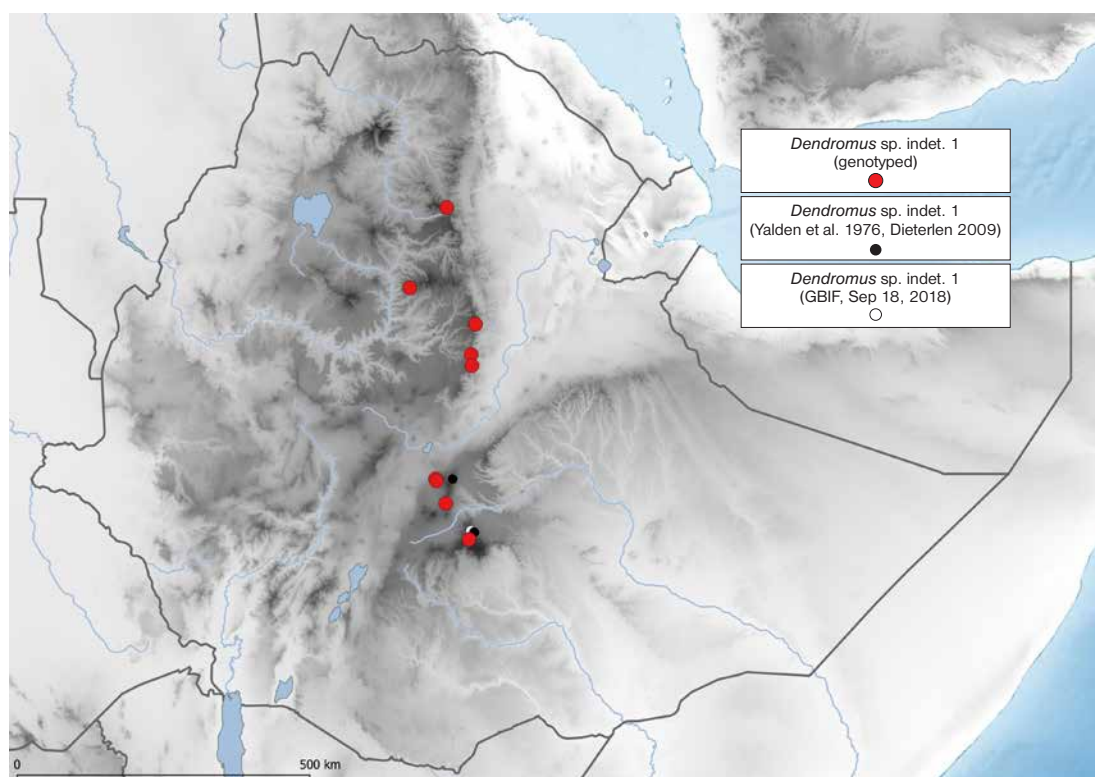 Dendromus sp. indet. 1
(genotyped)
Dendromus sp. indet. 1
(Yalden et al. 1976, Dieterlen 2009)
Dendromus sp. indet. 1
(GBIF, Sep 18, 2018)
0 500 km